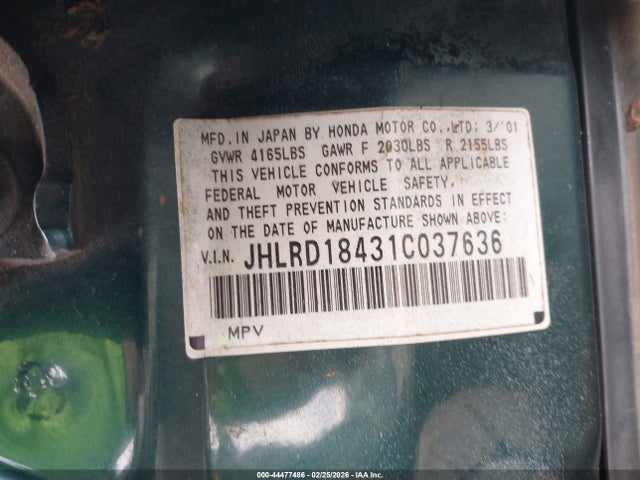 MFD. IN JAPAN BY HONDA MOTOR CO., LTD: 3/'01
GVWR 4165LBS GAWR F 2030LBS R 2155LBS
THIS VEHICLE CONFORMS TO ALL APPLICABLE
FEDERAL MOTOR VEHICLE SAFETY,
AND THEFT PREVENTION STANDARDS IN EFFECT
ON THE DATE OF MANUFACTURE SHOWN ABOVE:
V.I.N. JHLRD18431C037636
MPV
000-44477486 - 02/25/2026 - IAA Inc.